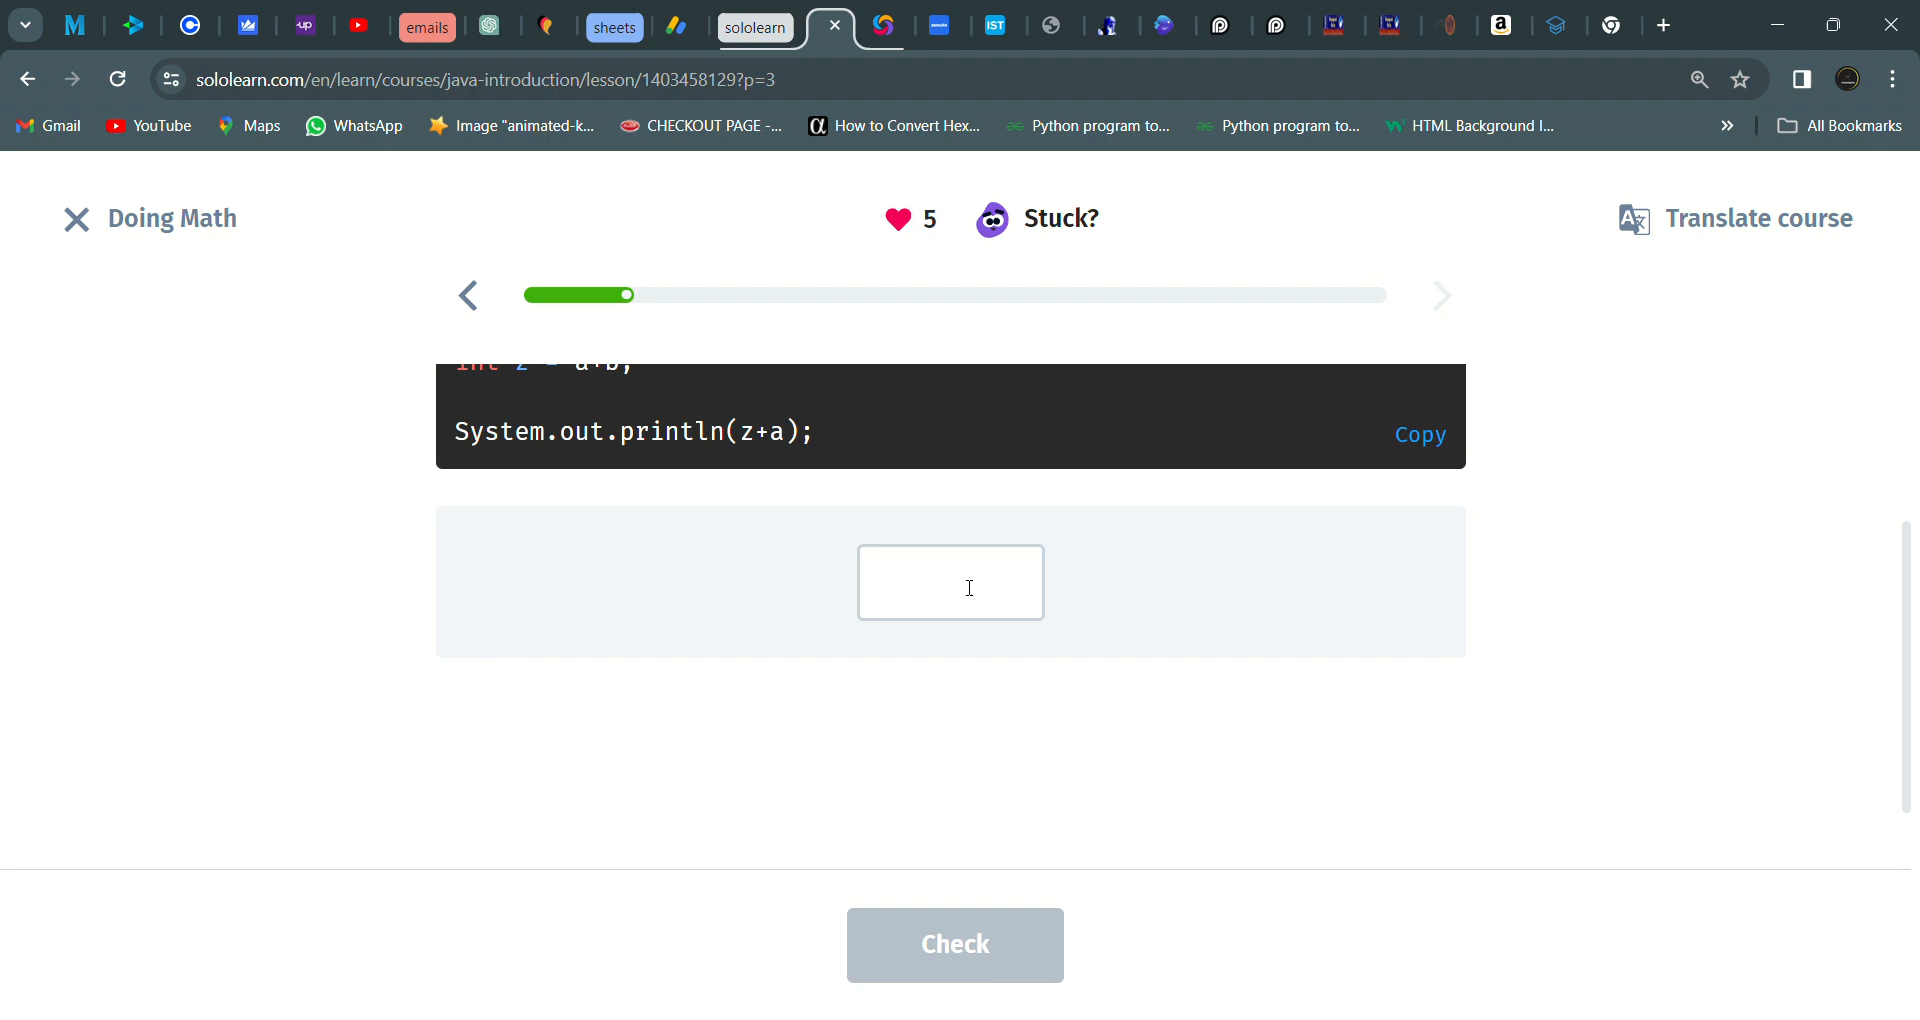 emails
sheets
sololearn
sololearn.com/en/learn/courses/java-introduction/lesson/1403458129?p=3
Gmail
YouTube
Maps
WhatsApp
Image "animated-k...
CHECKOUT PAGE -...
How to Convert Hex...
Python program to...
Python program to...
HTML Background I...
»
All Bookmarks
Doing Math
5
Stuck?
Translate course
int z = a+b;
System.out.println(z+a);
Copy
Check